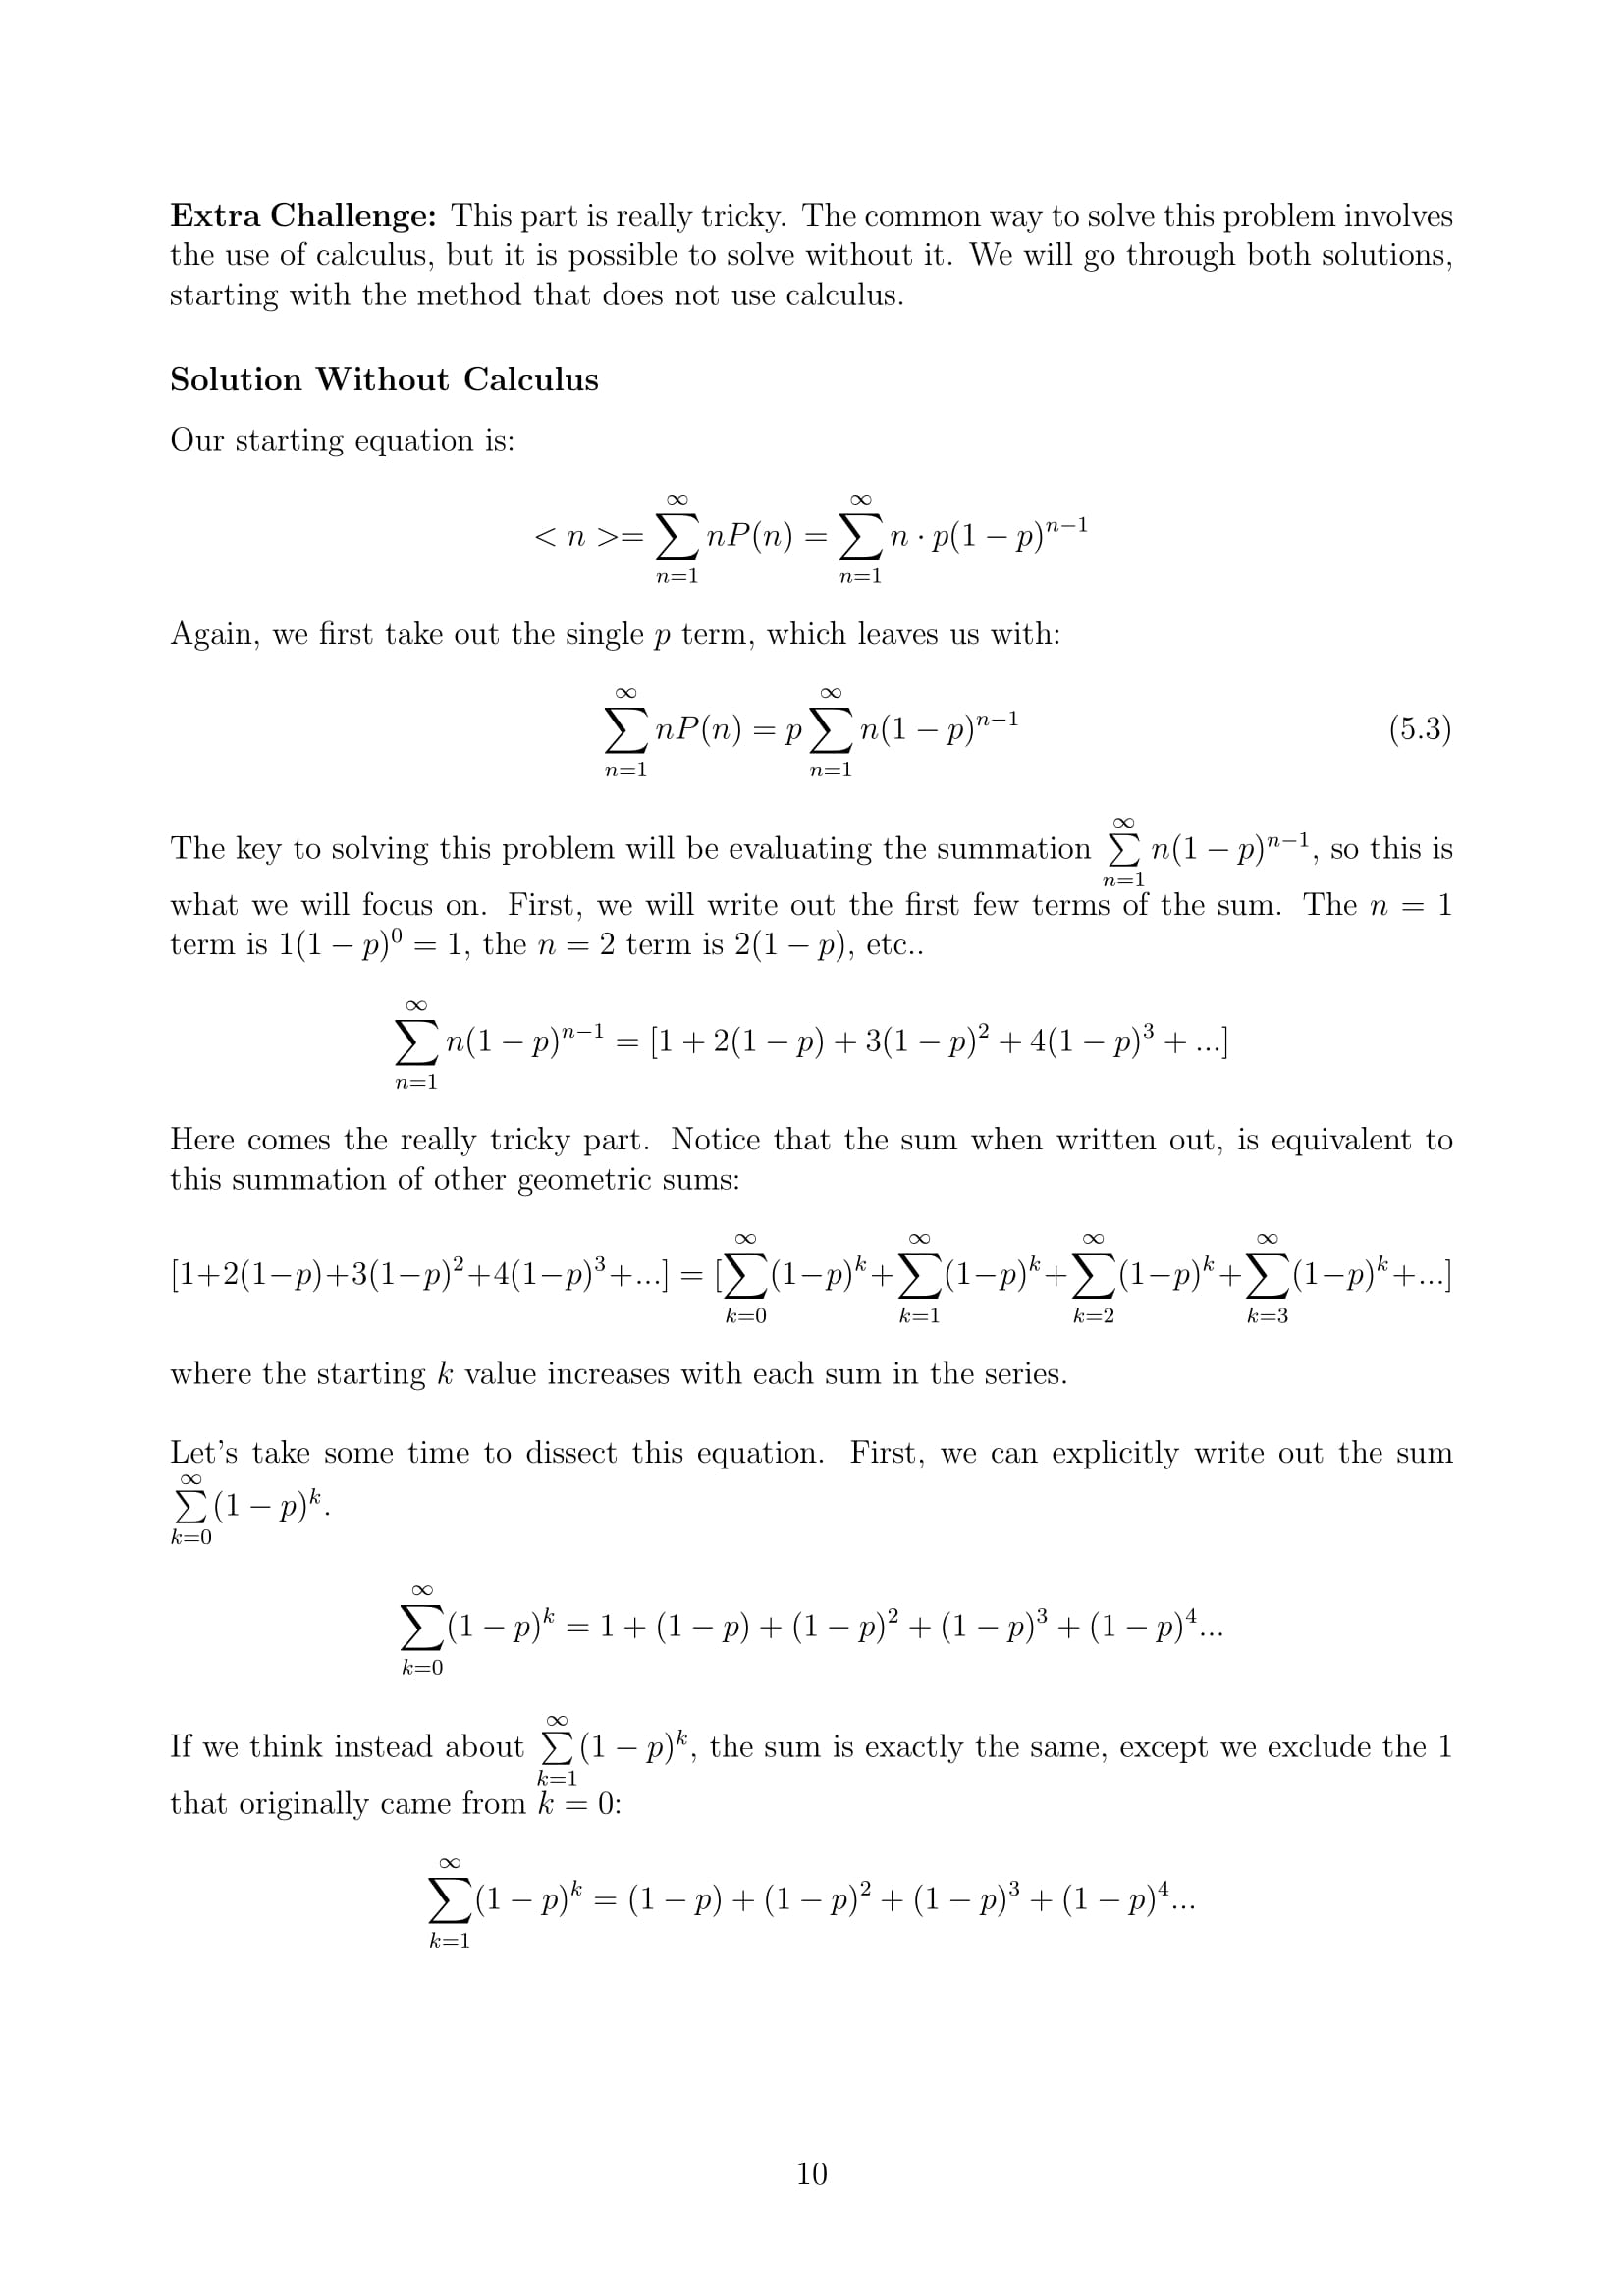 Extra Challenge: This part is really tricky. The common way to solve this problem involves
the use of calculus, but it is possible to solve without it. We will go through both solutions,
starting with the method that does not use calculus.
Solution Without Calculus
Our starting equation is:
$$< n >= \sum_{n=1}^{\infty} nP(n) = \sum_{n=1}^{\infty} n \cdot p(1-p)^{n-1}$$
Again, we first take out the single $p$ term, which leaves us with:
$$\sum_{n=1}^{\infty} nP(n) = p\sum_{n=1}^{\infty} n(1-p)^{n-1}$$ (5.3)
The key to solving this problem will be evaluating the summation $\sum_{n=1}^{\infty} n(1-p)^{n-1}$, so this is
what we will focus on. First, we will write out the first few terms of the sum. The $n = 1$
term is $1(1-p)^0 = 1$, the $n = 2$ term is $2(1-p)$, etc..
$$\sum_{n=1}^{\infty} n(1-p)^{n-1} = [1 + 2(1-p) + 3(1-p)^2 + 4(1-p)^3 + ...]$$
Here comes the really tricky part. Notice that the sum when written out, is equivalent to
this summation of other geometric sums:
$$[1+2(1-p)+3(1-p)^2+4(1-p)^3+...] = [\sum_{k=0}^{\infty}(1-p)^k+\sum_{k=1}^{\infty}(1-p)^k+\sum_{k=2}^{\infty}(1-p)^k+\sum_{k=3}^{\infty}(1-p)^k+...]$$
where the starting $k$ value increases with each sum in the series.
Let's take some time to dissect this equation. First, we can explicitly write out the sum
$\sum_{k=0}^{\infty}(1-p)^k$.
$$\sum_{k=0}^{\infty}(1-p)^k = 1 + (1-p) + (1-p)^2 + (1-p)^3 + (1-p)^4...$$
If we think instead about $\sum_{k=1}^{\infty}(1-p)^k$, the sum is exactly the same, except we exclude the 1
that originally came from $k = 0$:
$$\sum_{k=1}^{\infty}(1-p)^k = (1-p) + (1-p)^2 + (1-p)^3 + (1-p)^4...$$
10